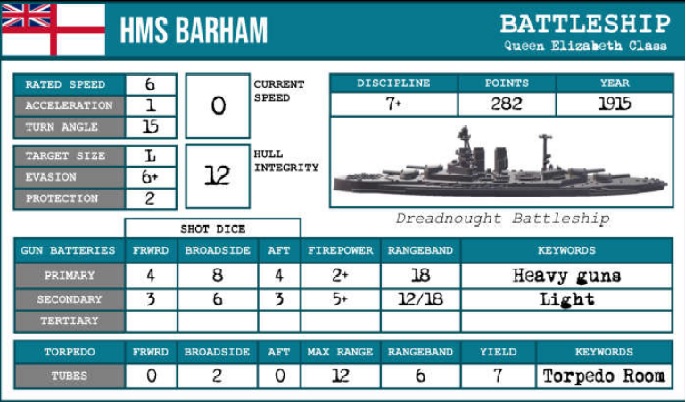 HMS BARHAM
BATTLESHIP
Queen Elizabeth Class
RATED SPEED 6
ACCELERATION 1
TURN ANGLE 15
0 CURRENT SPEED
TARGET SIZE L
EVASION 6+
PROTECTION 2
12 HULL INTEGRITY
DISCIPLINE POINTS YEAR
7+ 282 1915
Dreadnought Battleship
SHOT DICE
GUN BATTERIES FRWRD BROADSIDE AFT FIREPOWER RANGEBAND KEYWORDS
PRIMARY 4 8 4 2+ 18 Heavy guns
SECONDARY 3 6 3 5+ 12/18 Light
TERTIARY
TORPEDO FRWRD BROADSIDE AFT MAX RANGE RANGEBAND YIELD KEYWORDS
TUBES 0 2 0 12 6 7 Torpedo Room